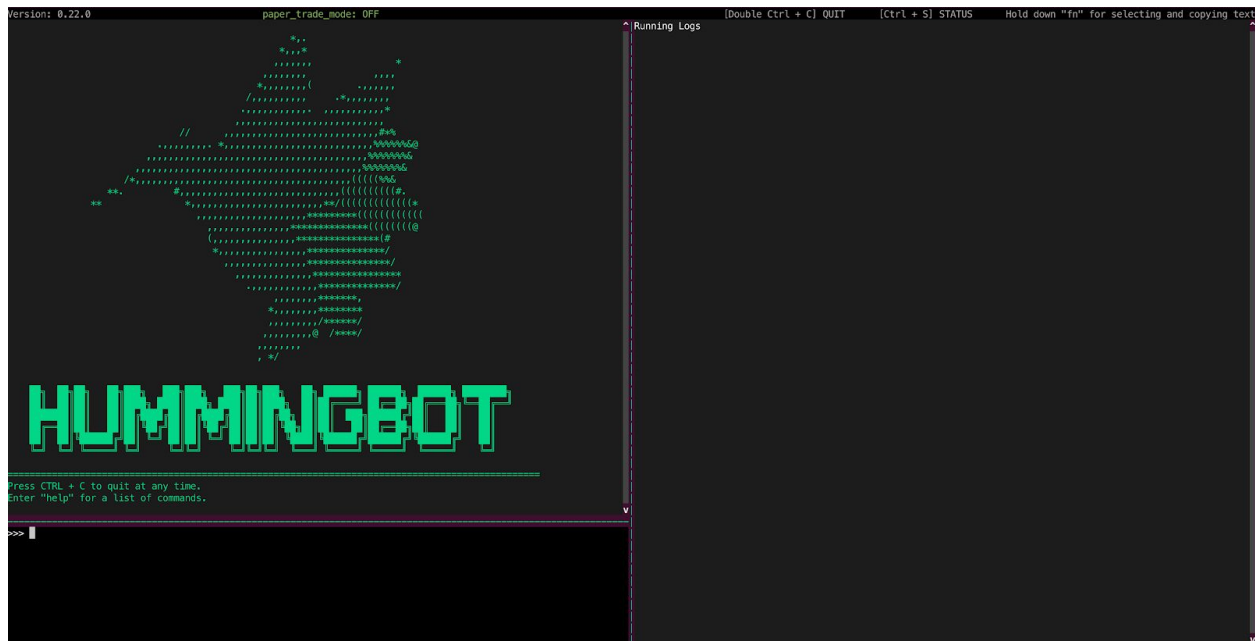 Version: 0.22.0 paper_trade_mode: OFF [Double Ctrl + C] QUIT [Ctrl + S] STATUS Hold down "fn" for selecting and copying text
Running Logs
HUMMINGBOT
Press CTRL + C to quit at any time.
Enter "help" for a list of commands.
>>>